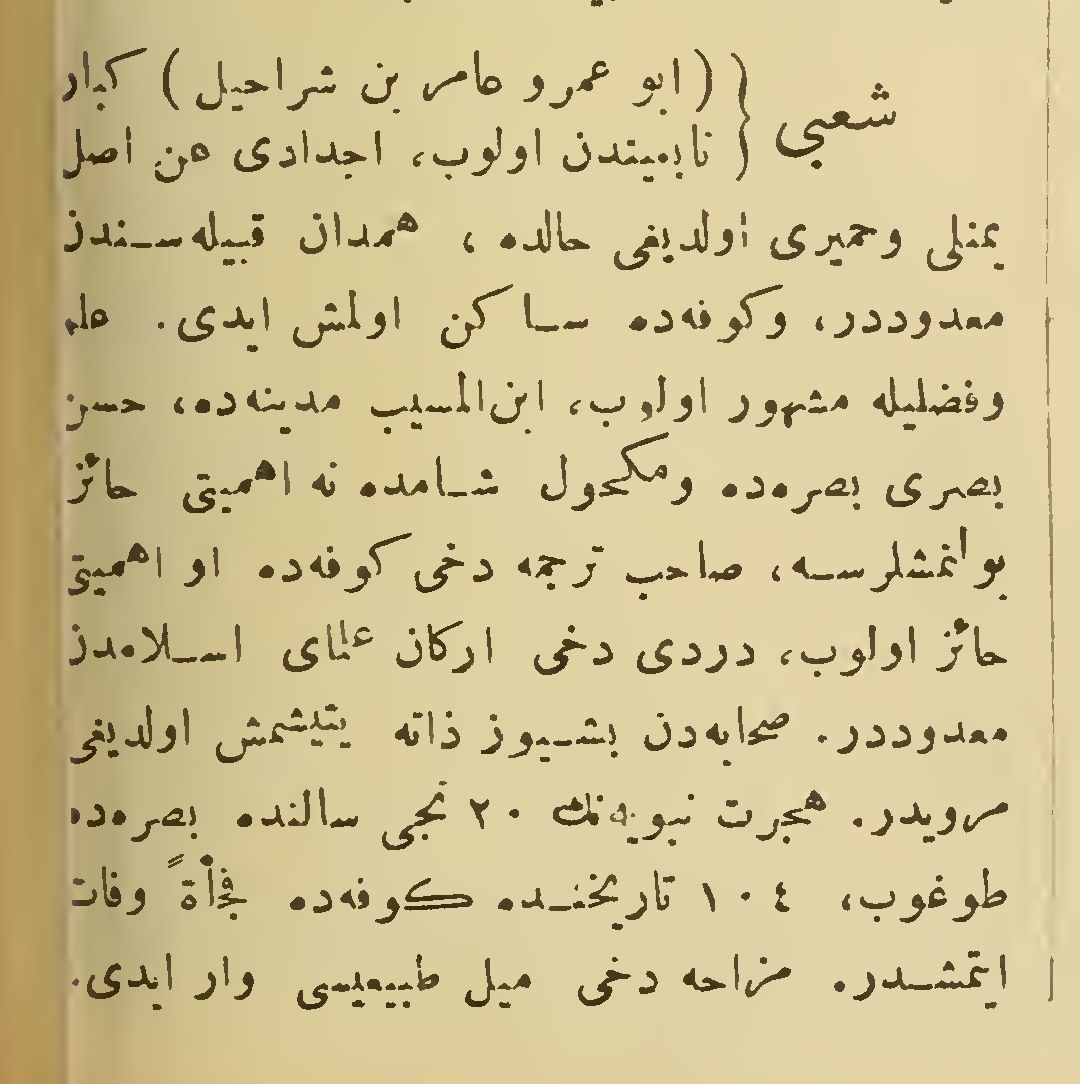 شعبی { (ابو عمرو عامر بن شراحیل) کبار
تابعیندن اولوب، اجدادی عن اصل
یمنلی وحمیری اولدیغی حالده، همدان قبیله‌سندن
معدوددر، وکوفه‌ده ساکن اولمش ایدی. علم
وفضلیله مشهور اولوب، ابن‌المسیب مدینه‌ده، حسن
بصری بصره‌ده ومکحول شامده نه اهمیتی حائز
بولنمشلرسه، صاحب ترجمه دخی کوفه‌ده او اهمیتی
حائز اولوب، دردی دخی ارکان علمای اسلامدن
معدوددر. صحابه‌دن بشیوز ذاته یتیشمش اولدیغی
مرویدر. هجرت نبویه‌نك ۲۰ نجی سالنده بصره‌ده
طوغوب، ۱۰٤ تاریخنده کوفه‌ده فجأةً وفات
ایتمشدر. مزاحه دخی میل طبیعیسی وار ایدی.